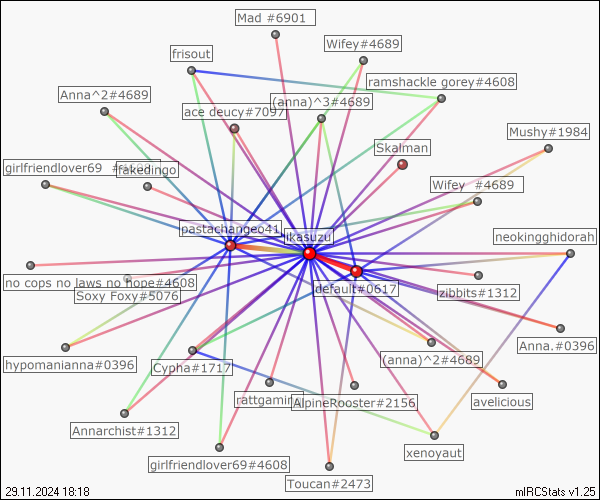 Mad #6901
Wifey#4689
frisout
ramshackle gorey#4608
Anna^2#4689
(anna)^3#4689
ace deucy#7097
Mushy#1984
Skalman
girlfriendlover69
fakedingo
Wifey #4689
pastachangeo41
ikasuzu
neokingghidorah
no cops no laws no hope#4608
default#0617
zibbits#1312
Soxy Foxy#5076
Anna.#0396
hypomanianna#0396
Cypha#1717
(anna)^2#4689
rattgaming
AlpineRooster#2156
avelicious
Annarchist#1312
xenoyaut
girlfriendlover69#4608
Toucan#2473
29.11.2024 18:18
mIRCStats v1.25